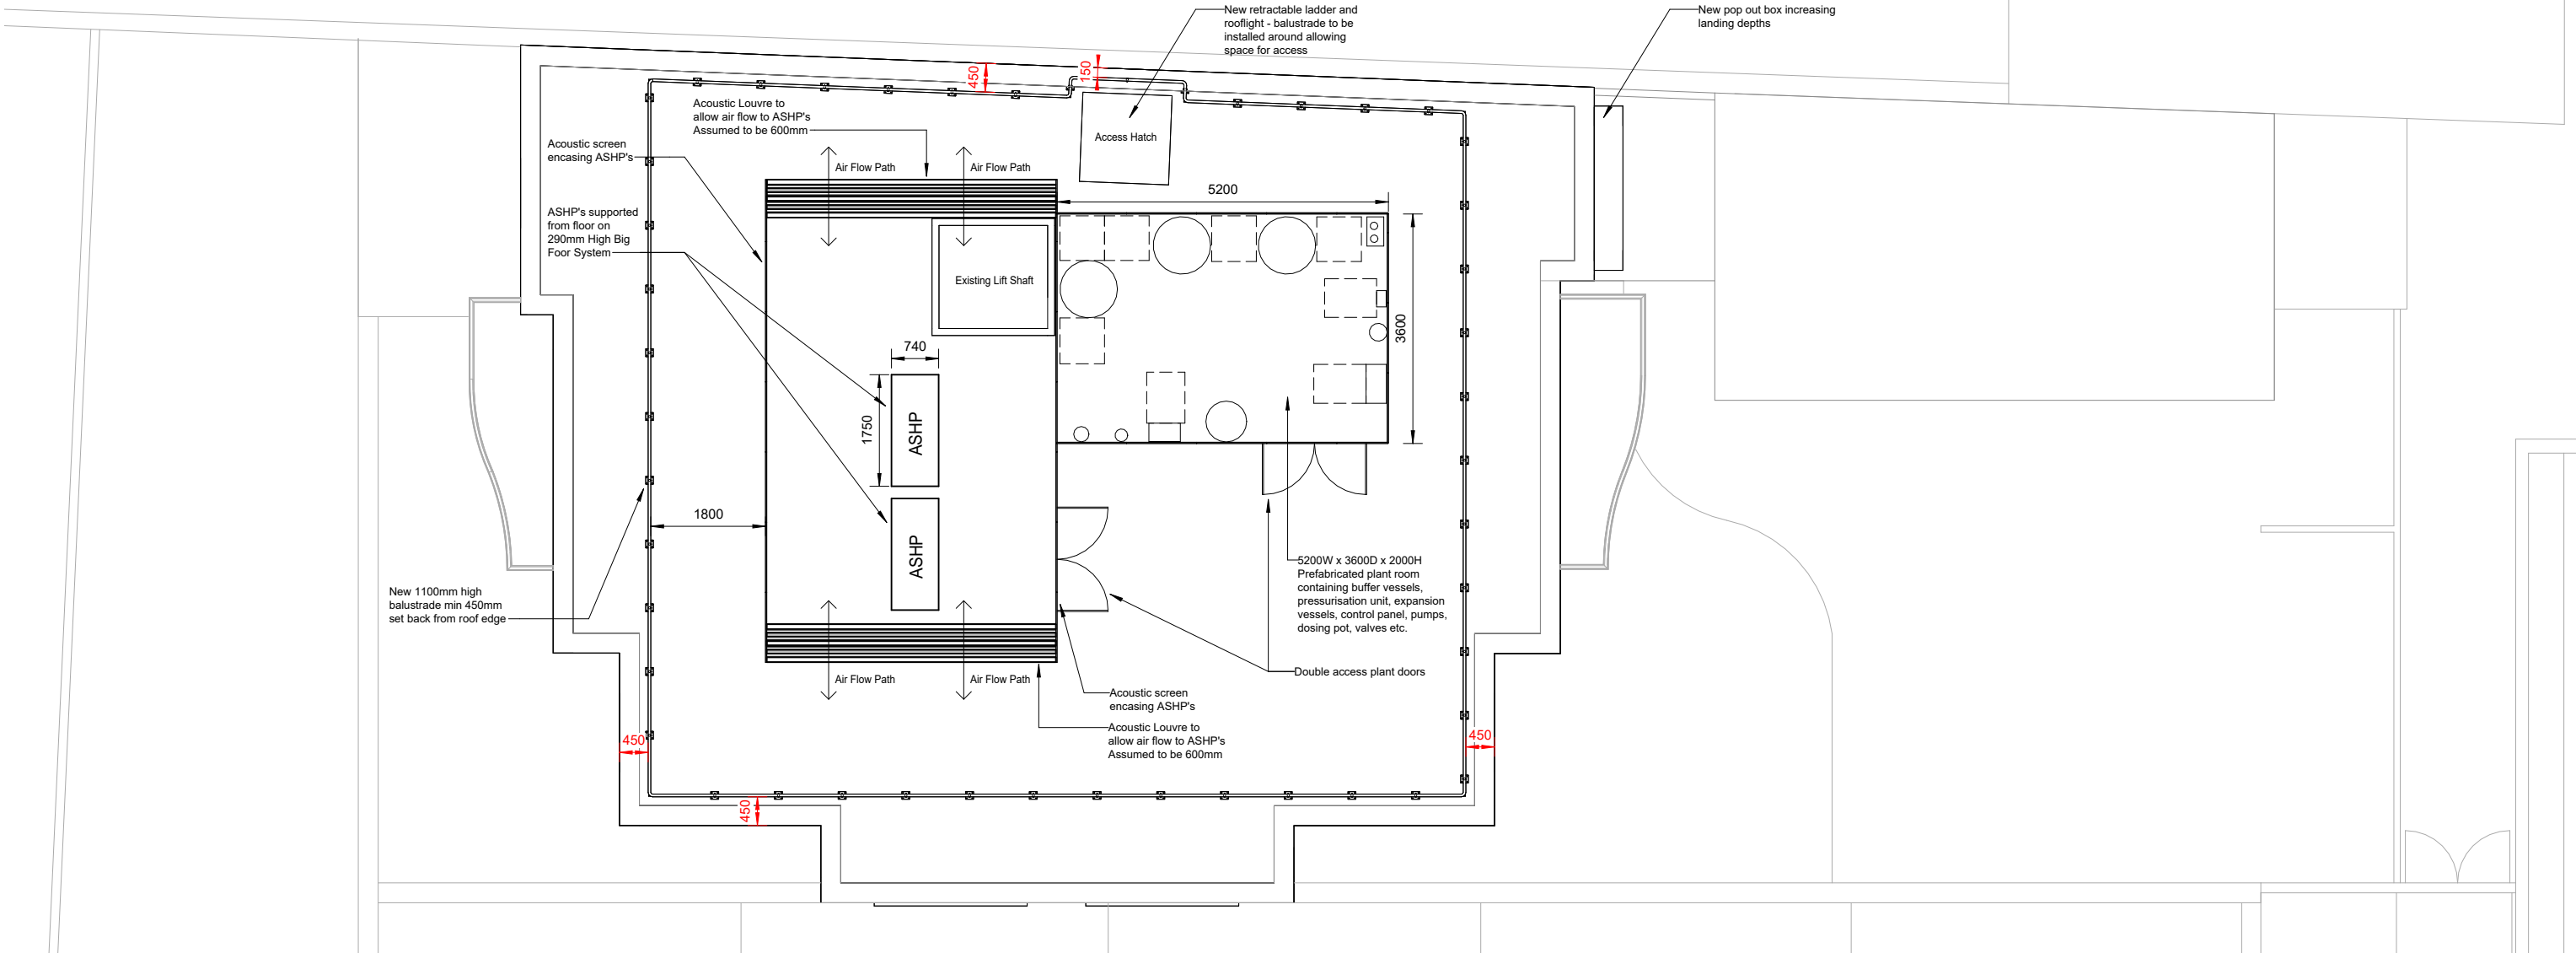 New retractable ladder and
rooflight - balustrade to be
installed around allowing
space for access
New pop out box increasing
landing depths
450
150
Acoustic Louvre to
allow air flow to ASHP's
Assumed to be 600mm
Access Hatch
Acoustic screen
encasing ASHP's
Air Flow Path
Air Flow Path
5200
ASHP's supported
from floor on
290mm High Big
Foor System
Existing Lift Shaft
3600
740
1750
ASHP
1800
ASHP
5200W x 3600D x 2000H
Prefabricated plant room
containing buffer vessels,
pressurisation unit, expansion
vessels, control panel, pumps,
dosing pot, valves etc.
New 1100mm high
balustrade min 450mm
set back from roof edge
Double access plant doors
Air Flow Path
Air Flow Path
Acoustic screen
encasing ASHP's
Acoustic Louvre to
allow air flow to ASHP's
Assumed to be 600mm
450
450
450